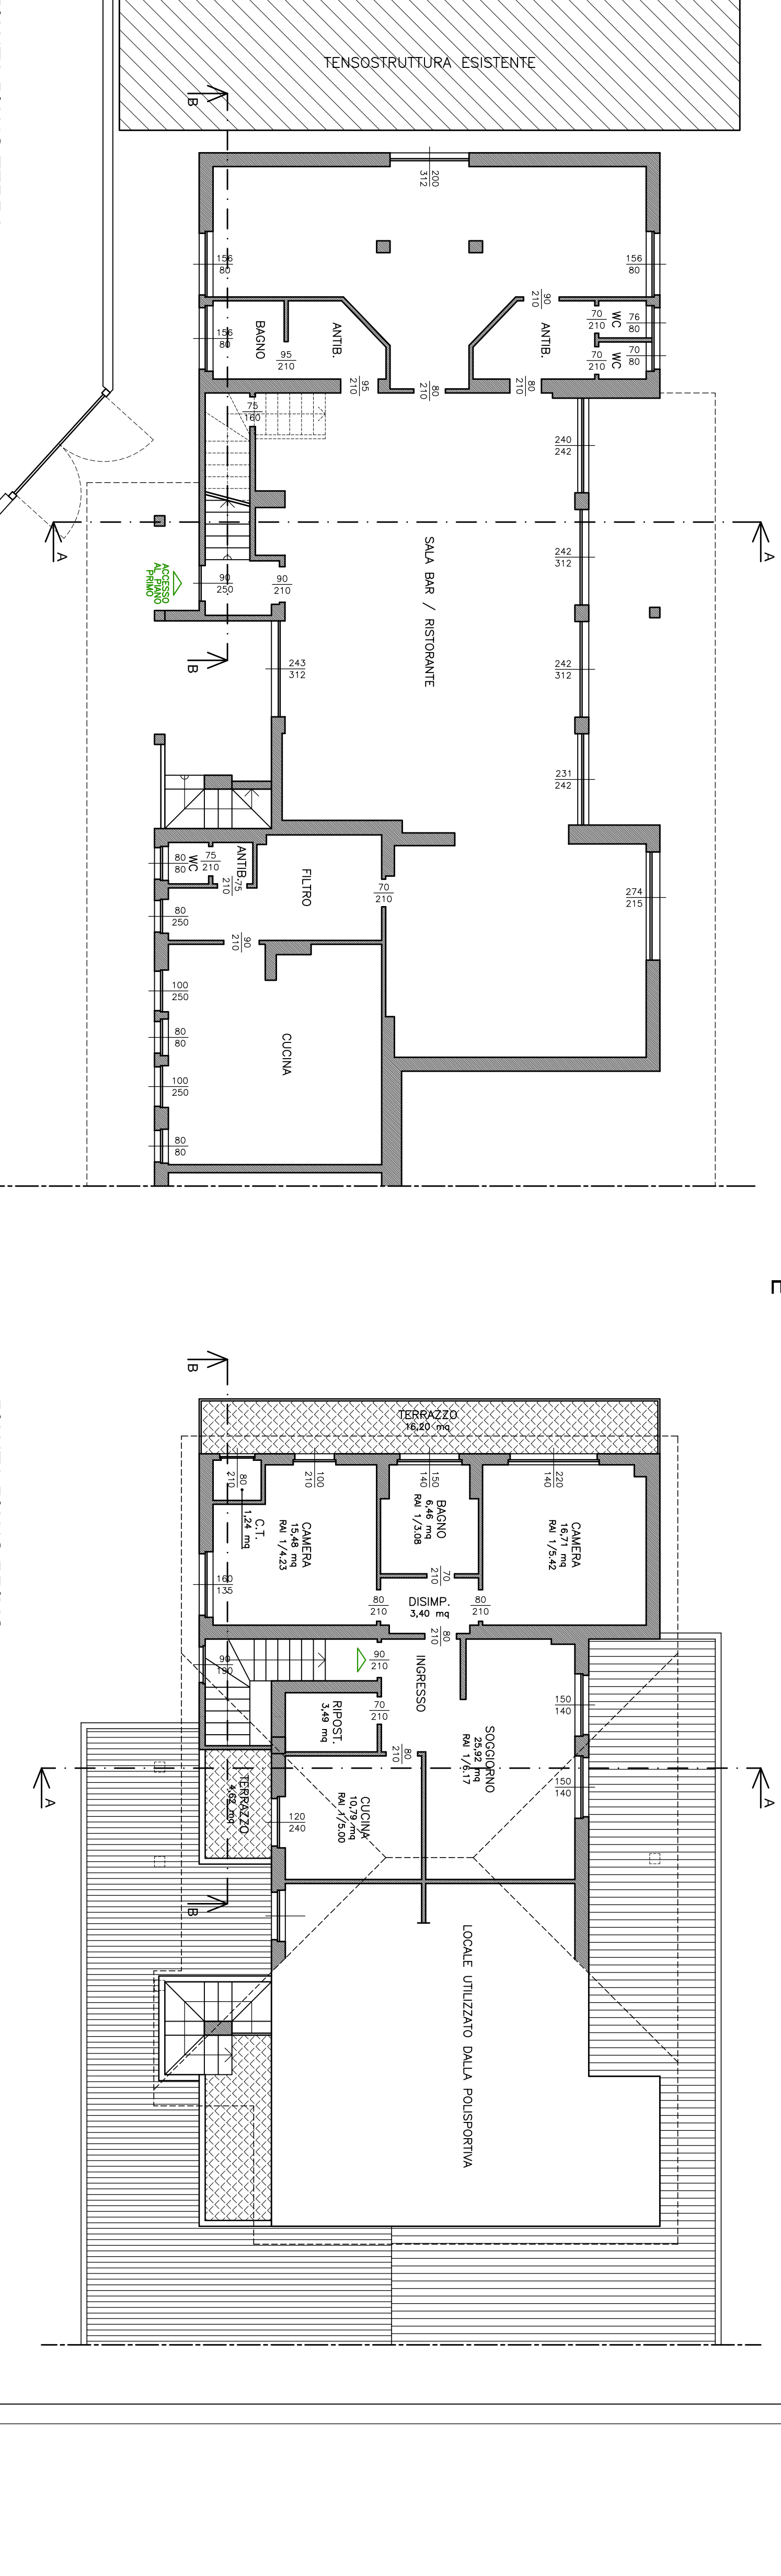 TENSOSTRUTTURA ESISTENTE
B
200
312
156
80
156
80
90
210
70
210
WC
76
80
156
80
BAGNO
ANTIB.
95
210
ANTIB.
70
210
WC
70
80
95
210
80
210
80
210
75
160
240
242
A
A
SALA BAR / RISTORANTE
242
312
ACCESSO
AL PIANO
PRIMO
90
250
90
210
B
243
312
242
312
231
242
80
80
WC
75
210
ANTIB.
75
210
FILTRO
70
210
274
215
80
250
90
210
100
250
80
80
CUCINA
100
250
80
80
B
TERRAZZO
16,20 mq
80
210
100
210
150
140
220
140
C.T.
1,24 mq
CAMERA
15,48 mq
RAI 1/4.23
BAGNO
6,46 mq
RAI 1/3.08
CAMERA
16,71 mq
RAI 1/5.42
160
135
70
210
80
210
DISIMP.
3,40 mq
80
210
80
210
90
190
90
210
INGRESSO
RIPOST.
3,49 mq
70
210
150
140
SOGGIORNO
25,92 mq
RAI 1/6.17
80
210
A
A
TERRAZZO
4,62 mq
120
240
CUCINA
10,79 mq
RAI 1/5.00
150
140
B
LOCALE UTILIZZATO DALLA POLISPORTIVA